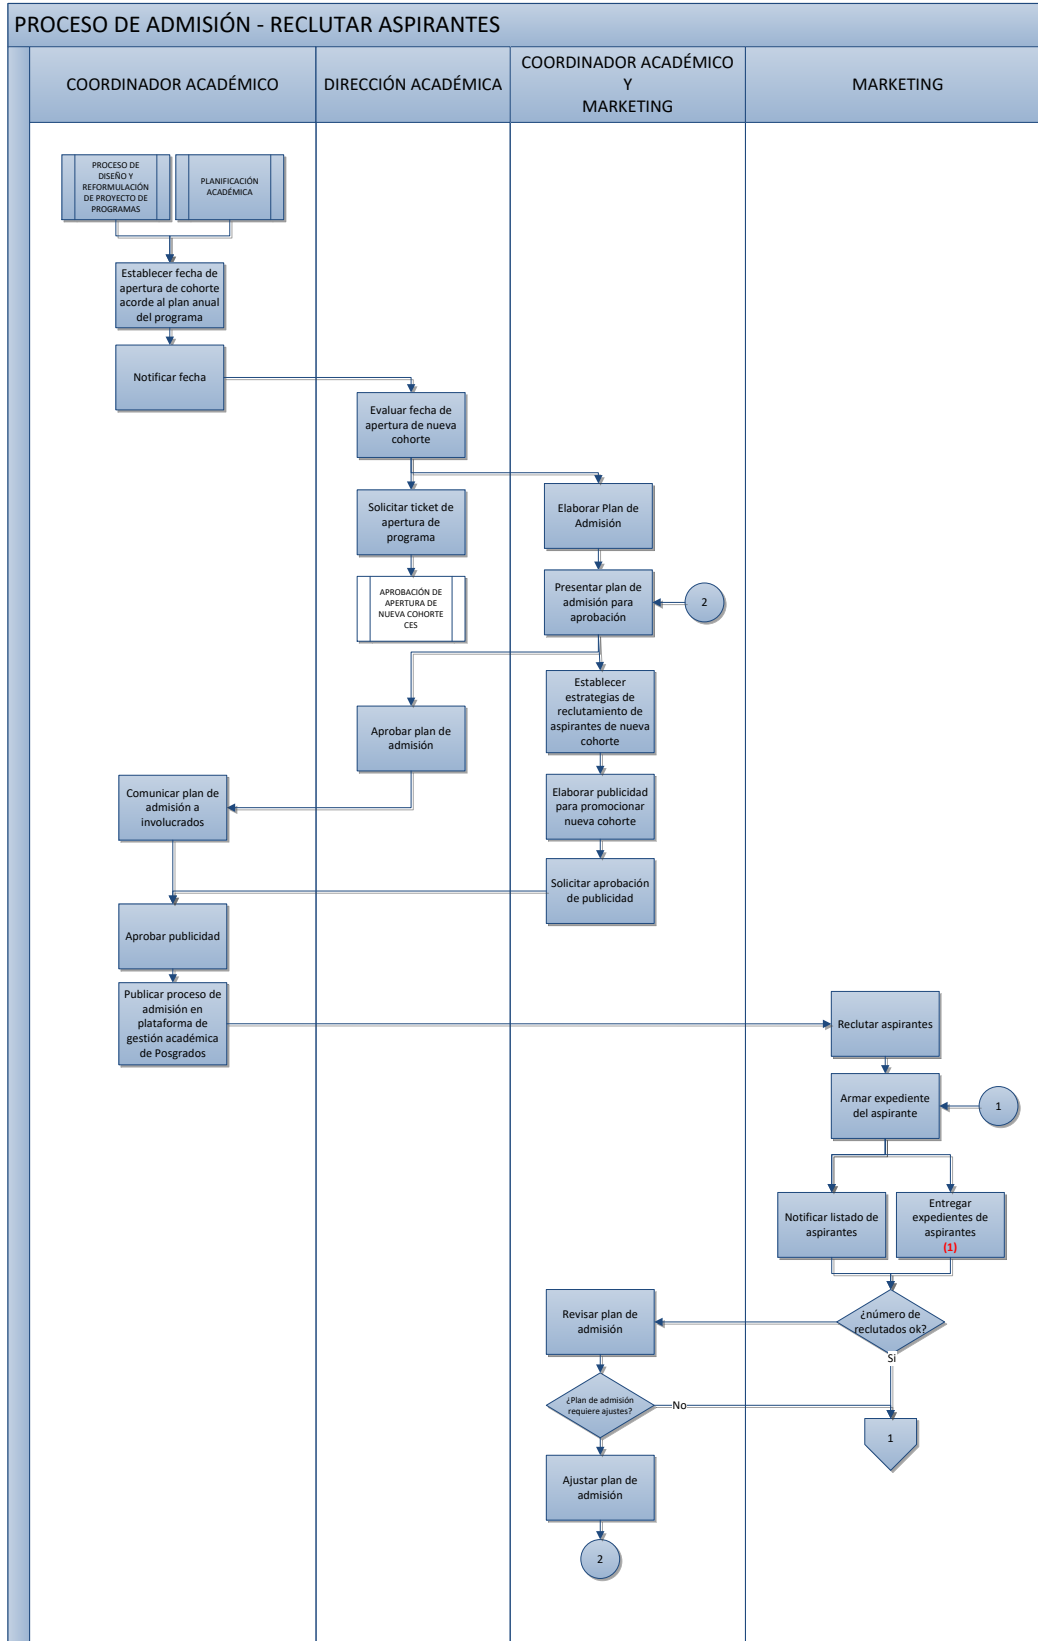 PROCESO DE ADMISIÓN - RECLUTAR ASPIRANTES
COORDINADOR ACADÉMICO
DIRECCIÓN ACADÉMICA
COORDINADOR ACADÉMICO
Y
MARKETING
MARKETING
PROCESO DE
DISEÑO Y
REFORMULACIÓN
DE PROYECTO DE
PROGRAMAS
PLANIFICACIÓN
ACADÉMICA
Establecer fecha de
apertura de cohorte
acorde al plan anual
del programa
Notificar fecha
Evaluar fecha de
apertura de nueva
cohorte
Solicitar ticket de
apertura de
programa
Elaborar Plan de
Admisión
APROBACIÓN DE
APERTURA DE
NUEVA COHORTE
CES
Presentar plan de
admisión para
aprobación
2
Establecer
estrategias de
reclutamiento de
aspirantes de nueva
cohorte
Aprobar plan de
admisión
Comunicar plan de
admisión a
involucrados
Elaborar publicidad
para promocionar
nueva cohorte
Solicitar aprobación
de publicidad
Aprobar publicidad
Publicar proceso de
admisión en
plataforma de
gestión académica
de Posgrados
Reclutar aspirantes
Armar expediente
del aspirante
1
Notificar listado de
aspirantes
Entregar
expedientes de
aspirantes
(1)
Revisar plan de
admisión
¿número de
reclutados ok?
Si
¿Plan de admisión
requiere ajustes?
No
1
Ajustar plan de
admisión
2